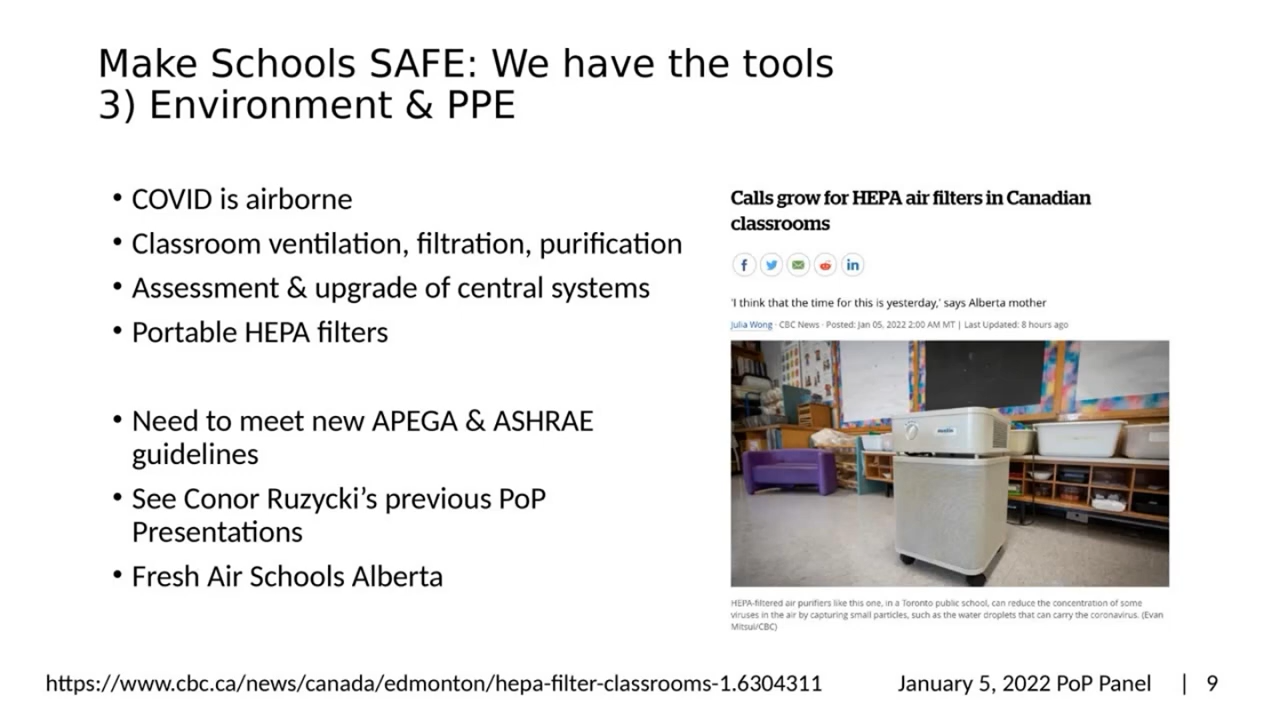 Make Schools SAFE: We have the tools
3) Environment & PPE
• COVID is airborne
• Classroom ventilation, filtration, purification
• Assessment & upgrade of central systems
• Portable HEPA filters
• Need to meet new APEGA & ASHRAE
guidelines
• See Conor Ruzycki’s previous PoP
Presentations
• Fresh Air Schools Alberta
Calls grow for HEPA air filters in Canadian
classrooms
'I think that the time for this is yesterday,' says Alberta mother
Julia Wong · CBC News · Posted: Jan 05, 2022 2:00 AM MT | Last Updated: 8 hours ago
HEPA-filtered air purifiers like this one, in a Toronto public school, can reduce the concentration of some
viruses in the air by capturing small particles, such as the water droplets that can carry the coronavirus. (Evan
Mitsui/CBC)
https://www.cbc.ca/news/canada/edmonton/hepa-filter-classrooms-1.6304311
January 5, 2022 PoP Panel | 9